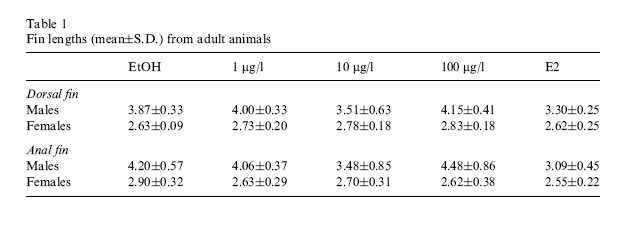 Table 1
Fin lengths (mean±S.D.) from adult animals
EtOH 1 μg/l 10 μg/l 100 μg/l E2
Dorsal fin
Males 3.87±0.33 4.00±0.33 3.51±0.63 4.15±0.41 3.30±0.25
Females 2.63±0.09 2.73±0.20 2.78±0.18 2.83±0.18 2.62±0.25
Anal fin
Males 4.20±0.57 4.06±0.37 3.48±0.85 4.48±0.86 3.09±0.45
Females 2.90±0.32 2.63±0.29 2.70±0.31 2.62±0.38 2.55±0.22